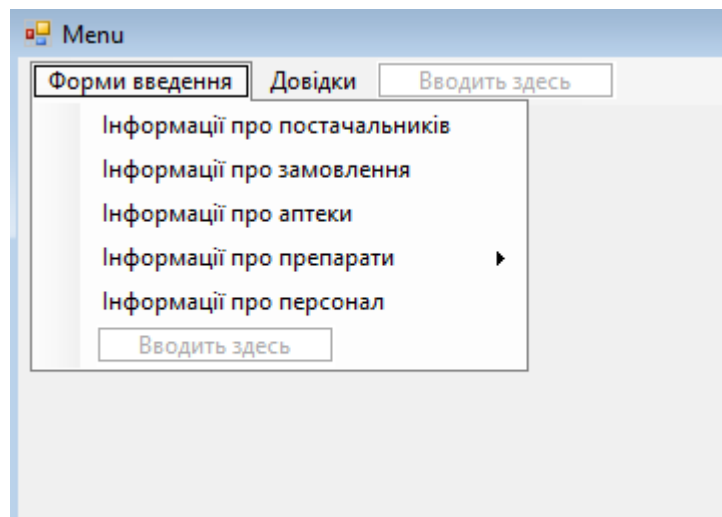 Menu
Форми введення Довідки Вводить здесь
Інформації про постачальників
Інформації про замовлення
Інформації про аптеки
Інформації про препарати
Інформації про персонал
Вводить здесь